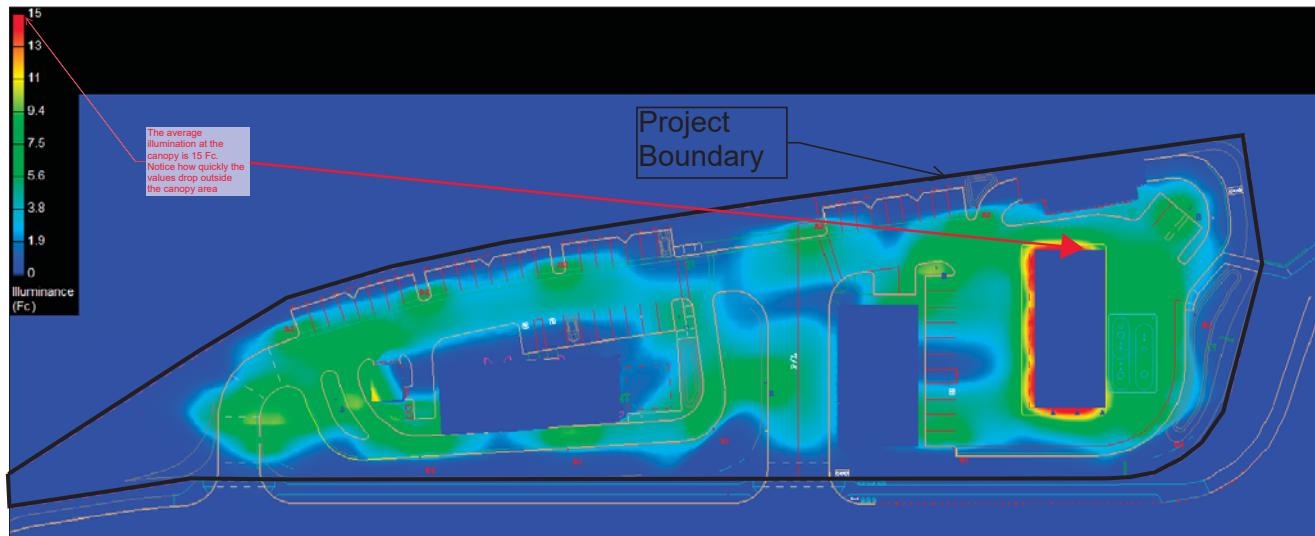 15
13
11
9.4
7.5
5.6
3.8
1.9
0
Illuminance
(Fc)
The average
illumination at the
canopy is 15 Fc.
Notice how quickly the
values drop outside
the canopy area
Project
Boundary